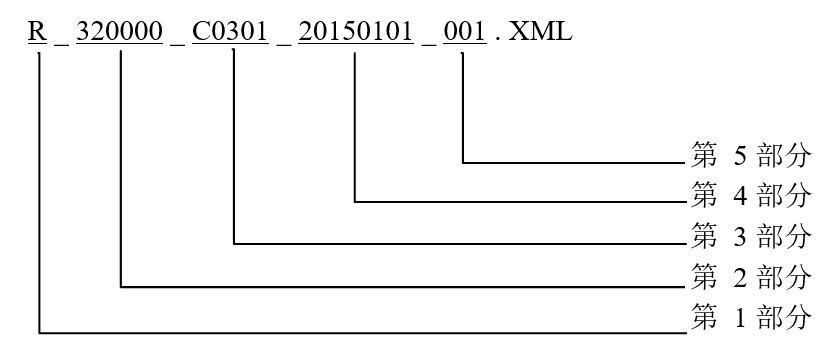 R_320000_C0301_20150101_001.XML
第 5 部分
第 4 部分
第 3 部分
第 2 部分
第 1 部分